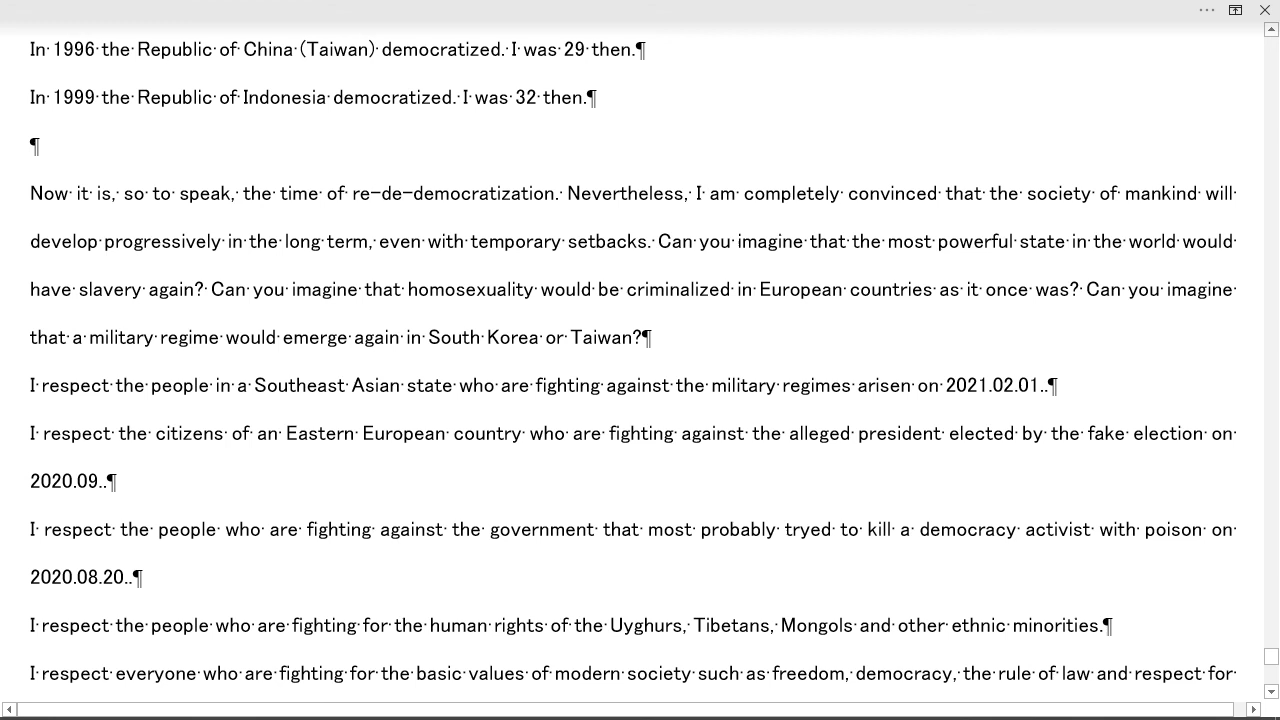 In 1996 the Republic of China (Taiwan) democratized. I was 29 then.
In 1999 the Republic of Indonesia democratized. I was 32 then.
Now it is, so to speak, the time of re-de-democratization. Nevertheless, I am completely convinced that the society of mankind will
develop progressively in the long term, even with temporary setbacks. Can you imagine that the most powerful state in the world would
have slavery again? Can you imagine that homosexuality would be criminalized in European countries as it once was? Can you imagine
that a military regime would emerge again in South Korea or Taiwan?
I respect the people in a Southeast Asian state who are fighting against the military regimes arisen on 2021.02.01..
I respect the citizens of an Eastern European country who are fighting against the alleged president elected by the fake election on
2020.09..
I respect the people who are fighting against the government that most probably tryed to kill a democracy activist with poison on
2020.08.20..
I respect the people who are fighting for the human rights of the Uyghurs, Tibetans, Mongols and other ethnic minorities.
I respect everyone who are fighting for the basic values of modern society such as freedom, democracy, the rule of law and respect for